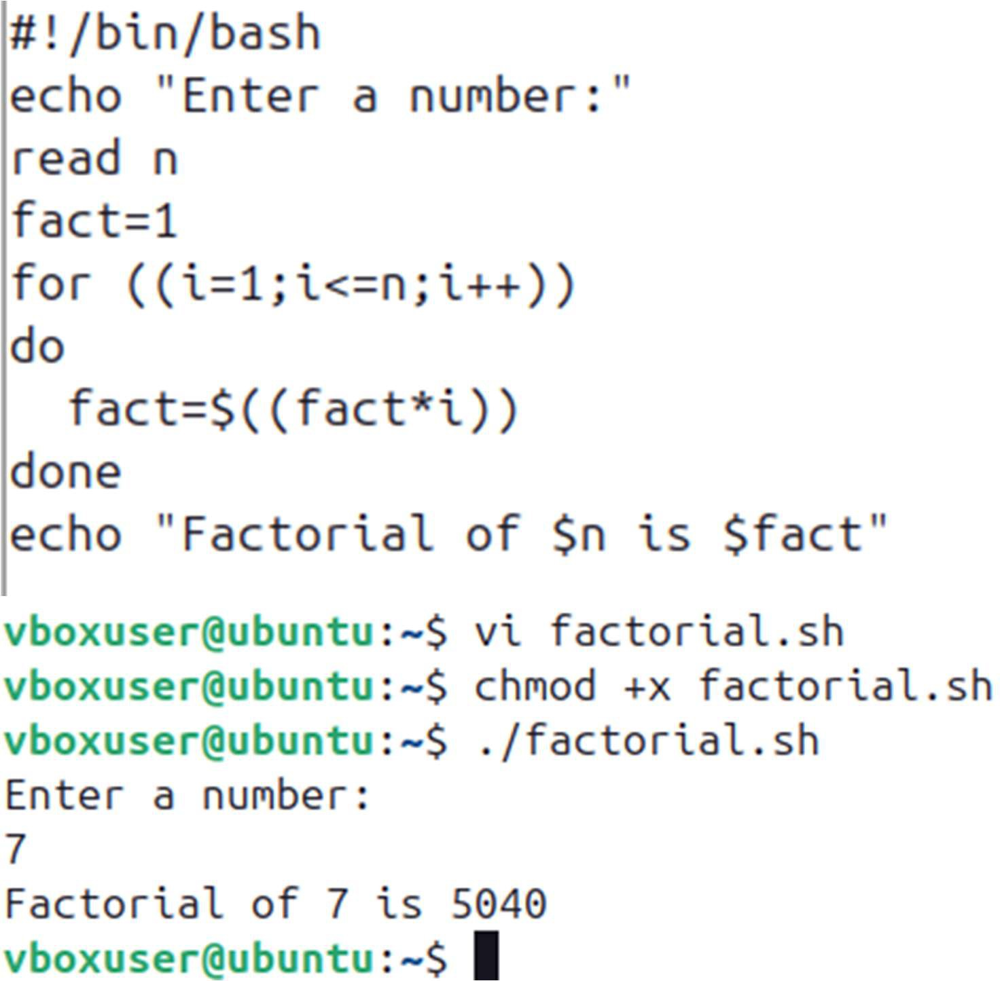 #!/bin/bash
echo "Enter a number:"
read n
fact=1
for ((i=1;i<=n;i++))
do
  fact=$((fact*i))
done
echo "Factorial of $n is $fact"
vboxuser@ubuntu:~$ vi factorial.sh
vboxuser@ubuntu:~$ chmod +x factorial.sh
vboxuser@ubuntu:~$ ./factorial.sh
Enter a number:
7
Factorial of 7 is 5040
vboxuser@ubuntu:~$